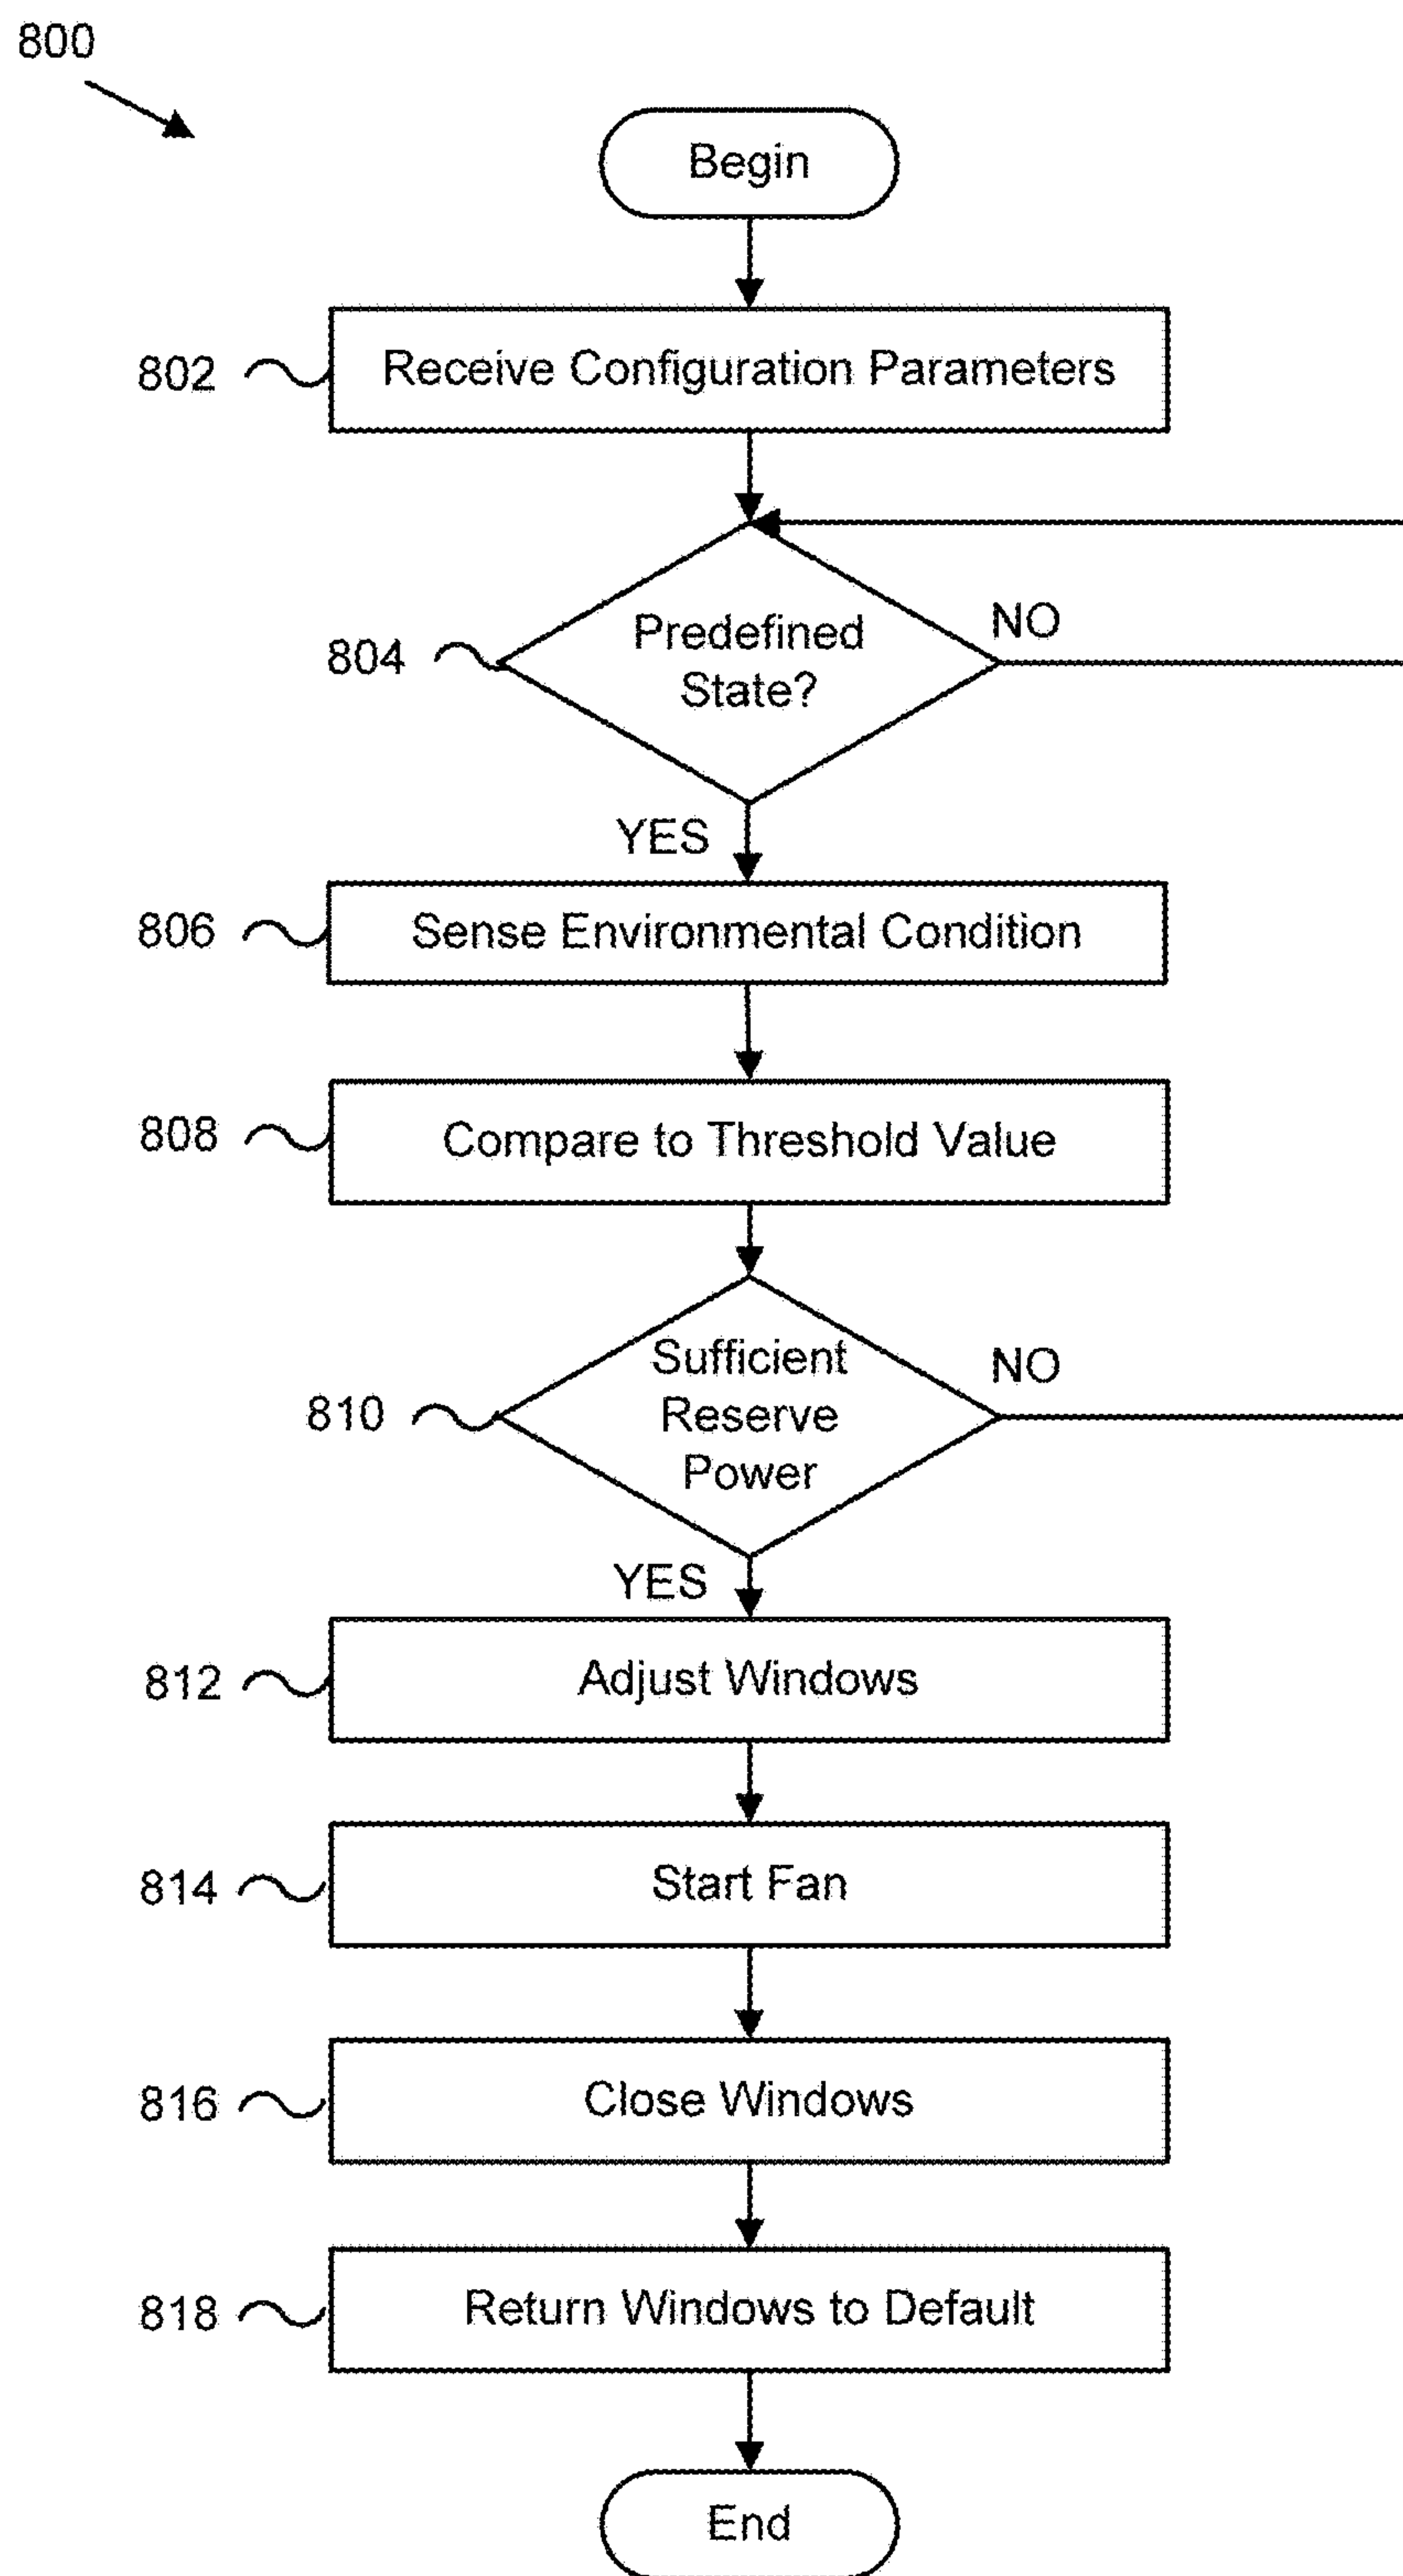 800
Begin
802
Receive Configuration Parameters
804
Predefined
State?
NO
YES
806
Sense Environmental Condition
808
Compare to Threshold Value
810
Sufficient
Reserve
Power
NO
YES
812
Adjust Windows
814
Start Fan
816
Close Windows
818
Return Windows to Default
End